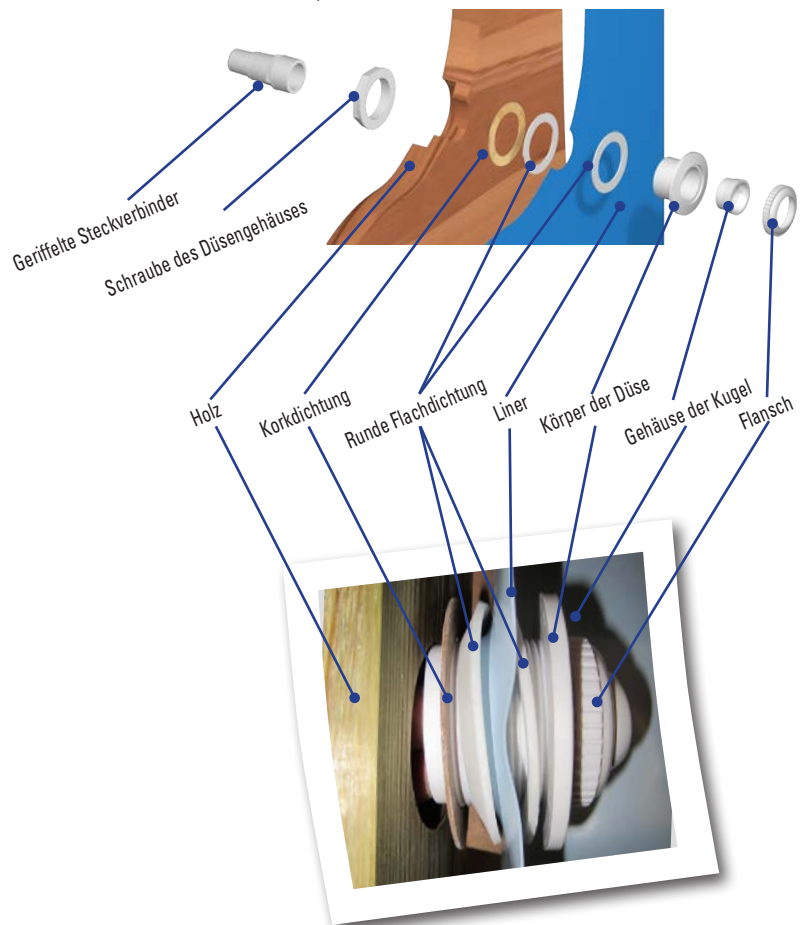 Geriffelte Steckverbinder
Schraube des Düsengehäuses
Holz
Korkdichtung
Runde Flachdichtung
Liner
Körper der Düse
Gehäuse der Kugel
Flansch